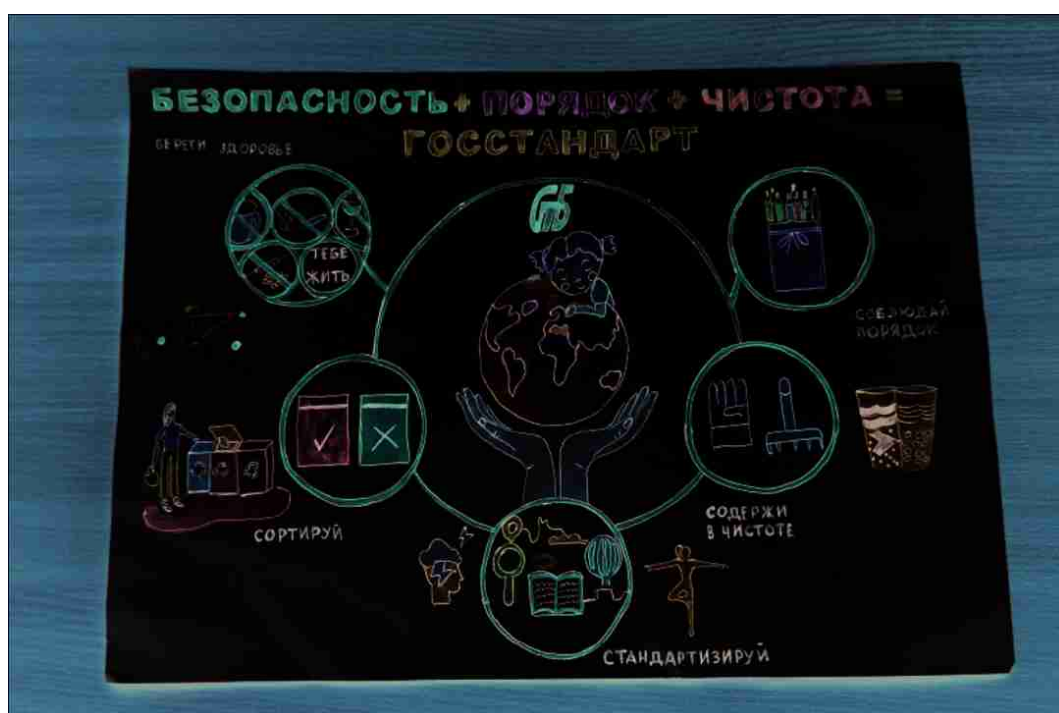 БЕЗОПАСНОСТЬ + ПОРЯДОК + ЧИСТОТА =
ГОССТАНДАРТ
БЕРЕГИ ЗДОРОВЬЕ
ТЕБЕ
ЖИТЬ
СОБЛЮДАЙ
ПОРЯДОК
СОРТИРУЙ
СОДЕРЖИ
В ЧИСТОТЕ
СТАНДАРТИЗИРУЙ